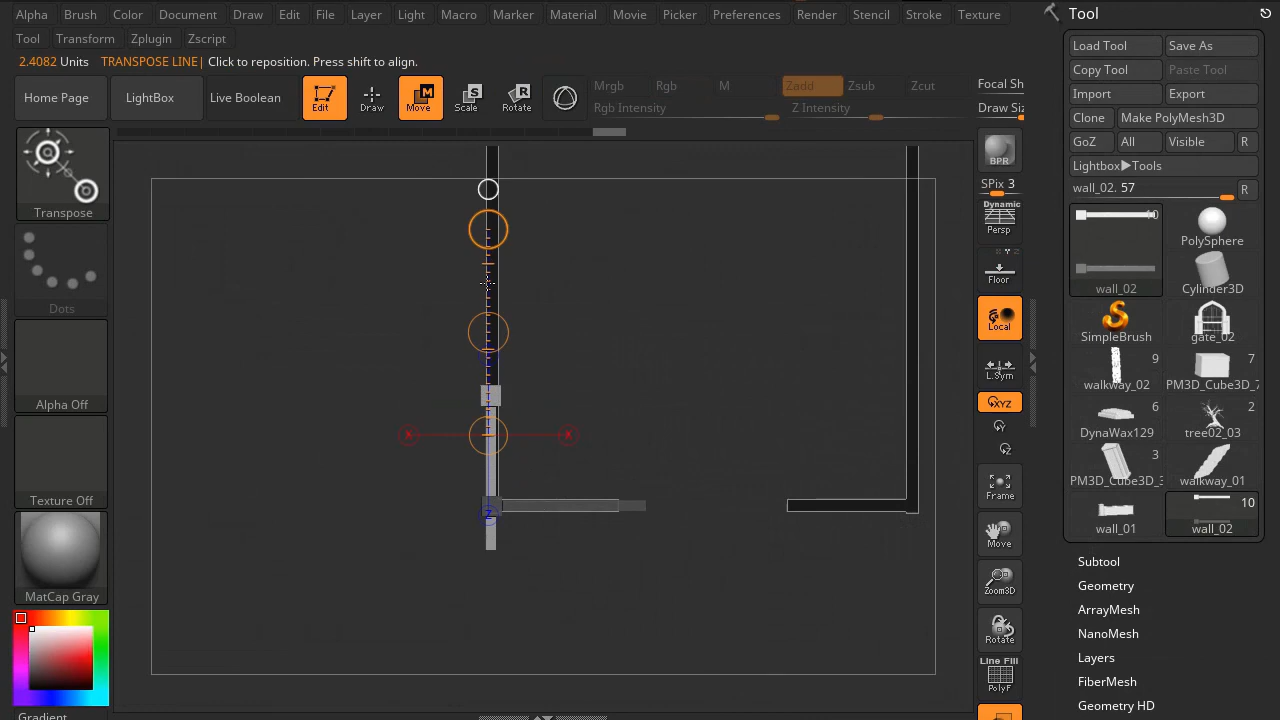 Alpha Brush Color Document Draw Edit File Layer Light Macro Marker Material Movie Picker Preferences Render Stencil Stroke Texture
Tool Transform Zplugin Zscript
2.4082 Units TRANSPOSE LINE| Click to reposition. Press shift to align.
Home Page LightBox Live Boolean Edit Draw Move M Scale S Rotate R
Mrgb Rgb M Zadd Zsub Zcut
Rgb Intensity Z Intensity
Focal Sh
Draw Siz
Transpose
Dots
Alpha Off
Texture Off
MatCap Gray
Gradient
X X
Z
BPR
SPix 3
Dynamic
Persp
Floor
Local
L.Sym
XYZ
Y
Z
Frame
Move
Zoom3D
Rotate
Line Fill
PolyF
Tool
Load Tool Save As
Copy Tool Paste Tool
Import Export
Clone Make PolyMesh3D
GoZ All Visible R
Lightbox▶Tools
wall_02. 57 R
10
wall_02 PolySphere
Cylinder3D
SimpleBrush gate_02
9 7
walkway_02 PM3D_Cube3D_7
6 2
DynaWax129 tree02_03
3
PM3D_Cube3D_3 walkway_01
10
wall_01 wall_02
Subtool
Geometry
ArrayMesh
NanoMesh
Layers
FiberMesh
Geometry HD